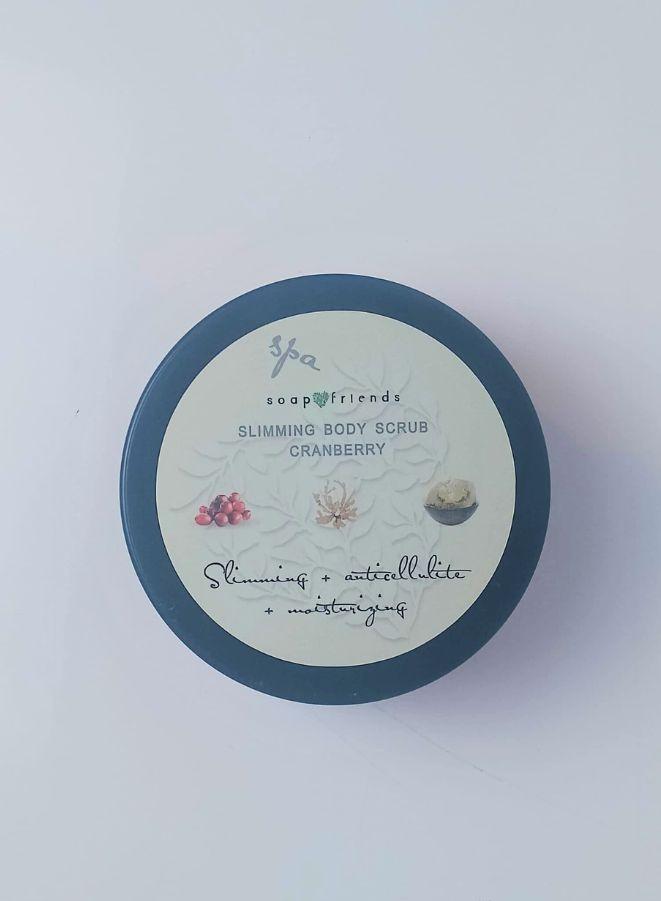 spa
soap friends
SLIMMING BODY SCRUB
CRANBERRY
Slimming + anticellulite
+ moisturizing